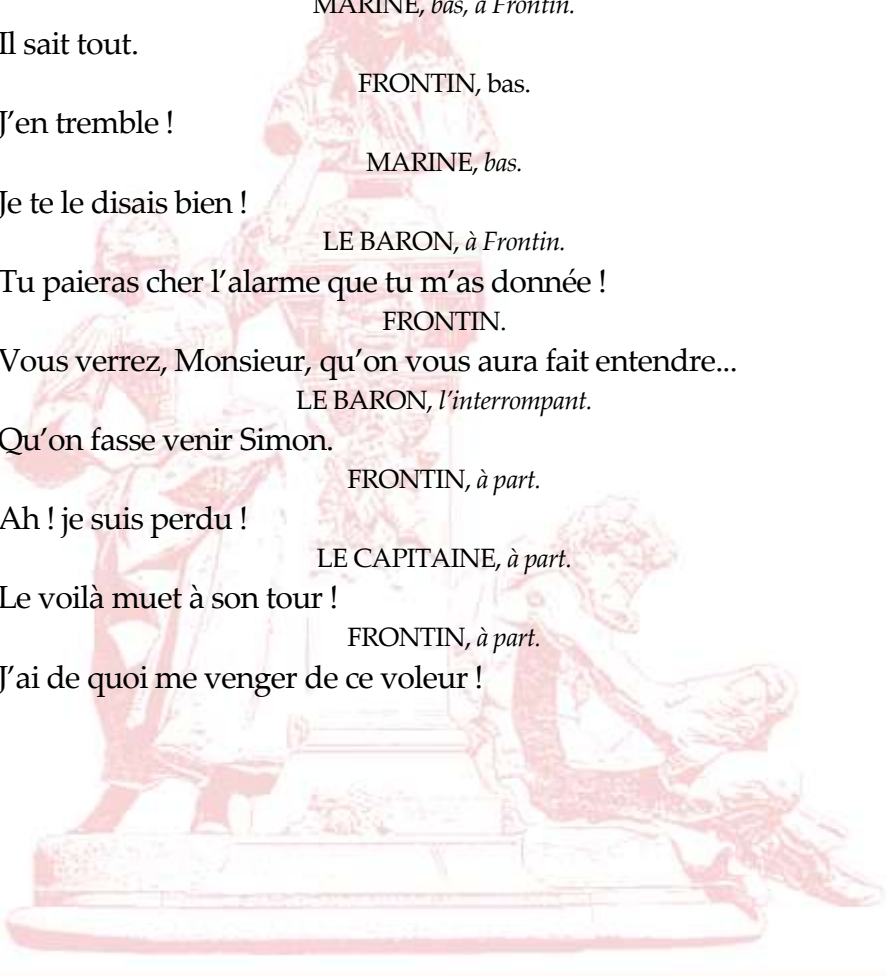 MARINE, bas, à Frontin.
Il sait tout.
FRONTIN, bas.
J’en tremble !
MARINE, bas.
Je te le disais bien !
LE BARON, à Frontin.
Tu paieras cher l’alarme que tu m’as donnée !
FRONTIN.
Vous verrez, Monsieur, qu’on vous aura fait entendre...
LE BARON, l’interrompant.
Qu’on fasse venir Simon.
FRONTIN, à part.
Ah ! je suis perdu !
LE CAPITAINE, à part.
Le voilà muet à son tour !
FRONTIN, à part.
J’ai de quoi me venger de ce voleur !